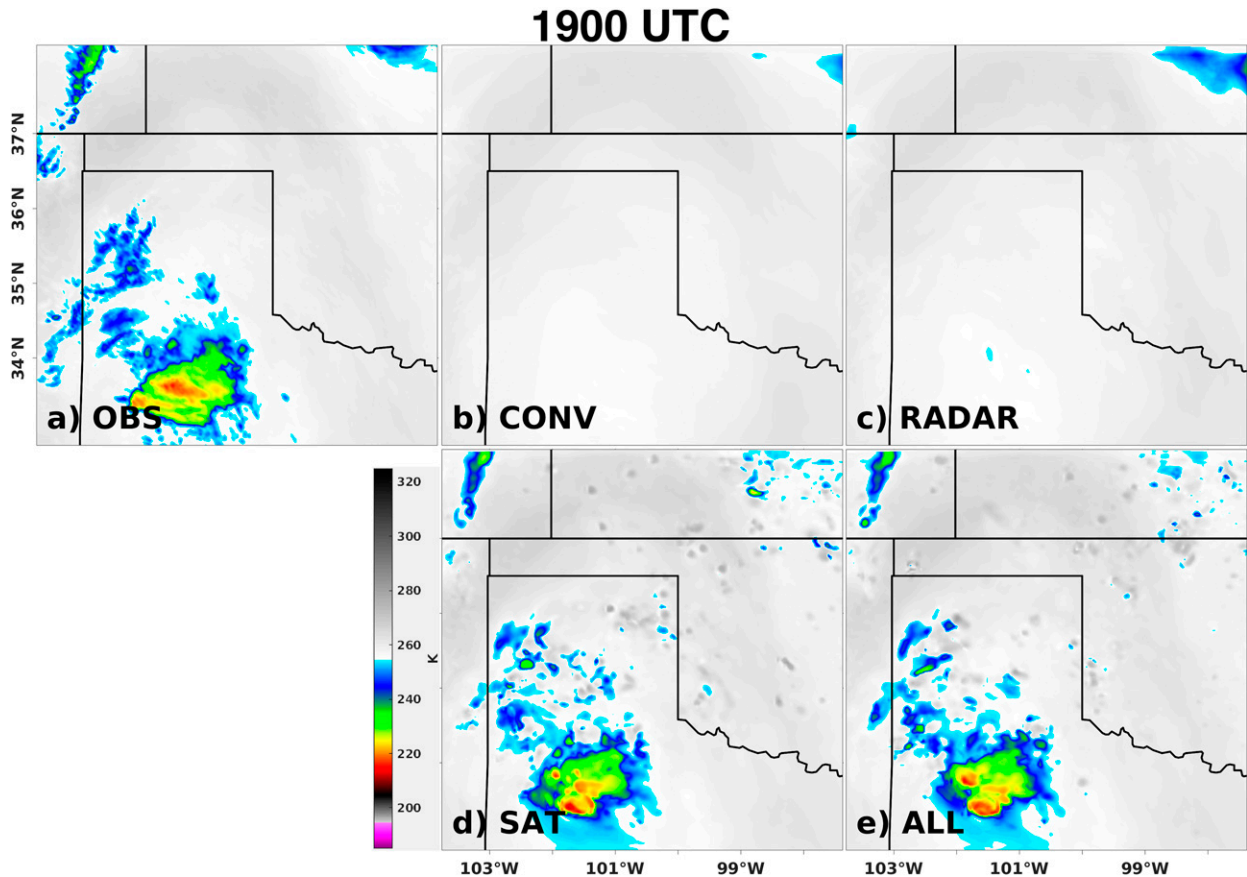 1900 UTC
37°N
36°N
35°N
34°N
a) OBS
b) CONV
c) RADAR
320
300
280
260
K
240
220
200
d) SAT
e) ALL
103°W
101°W
99°W
103°W
101°W
99°W